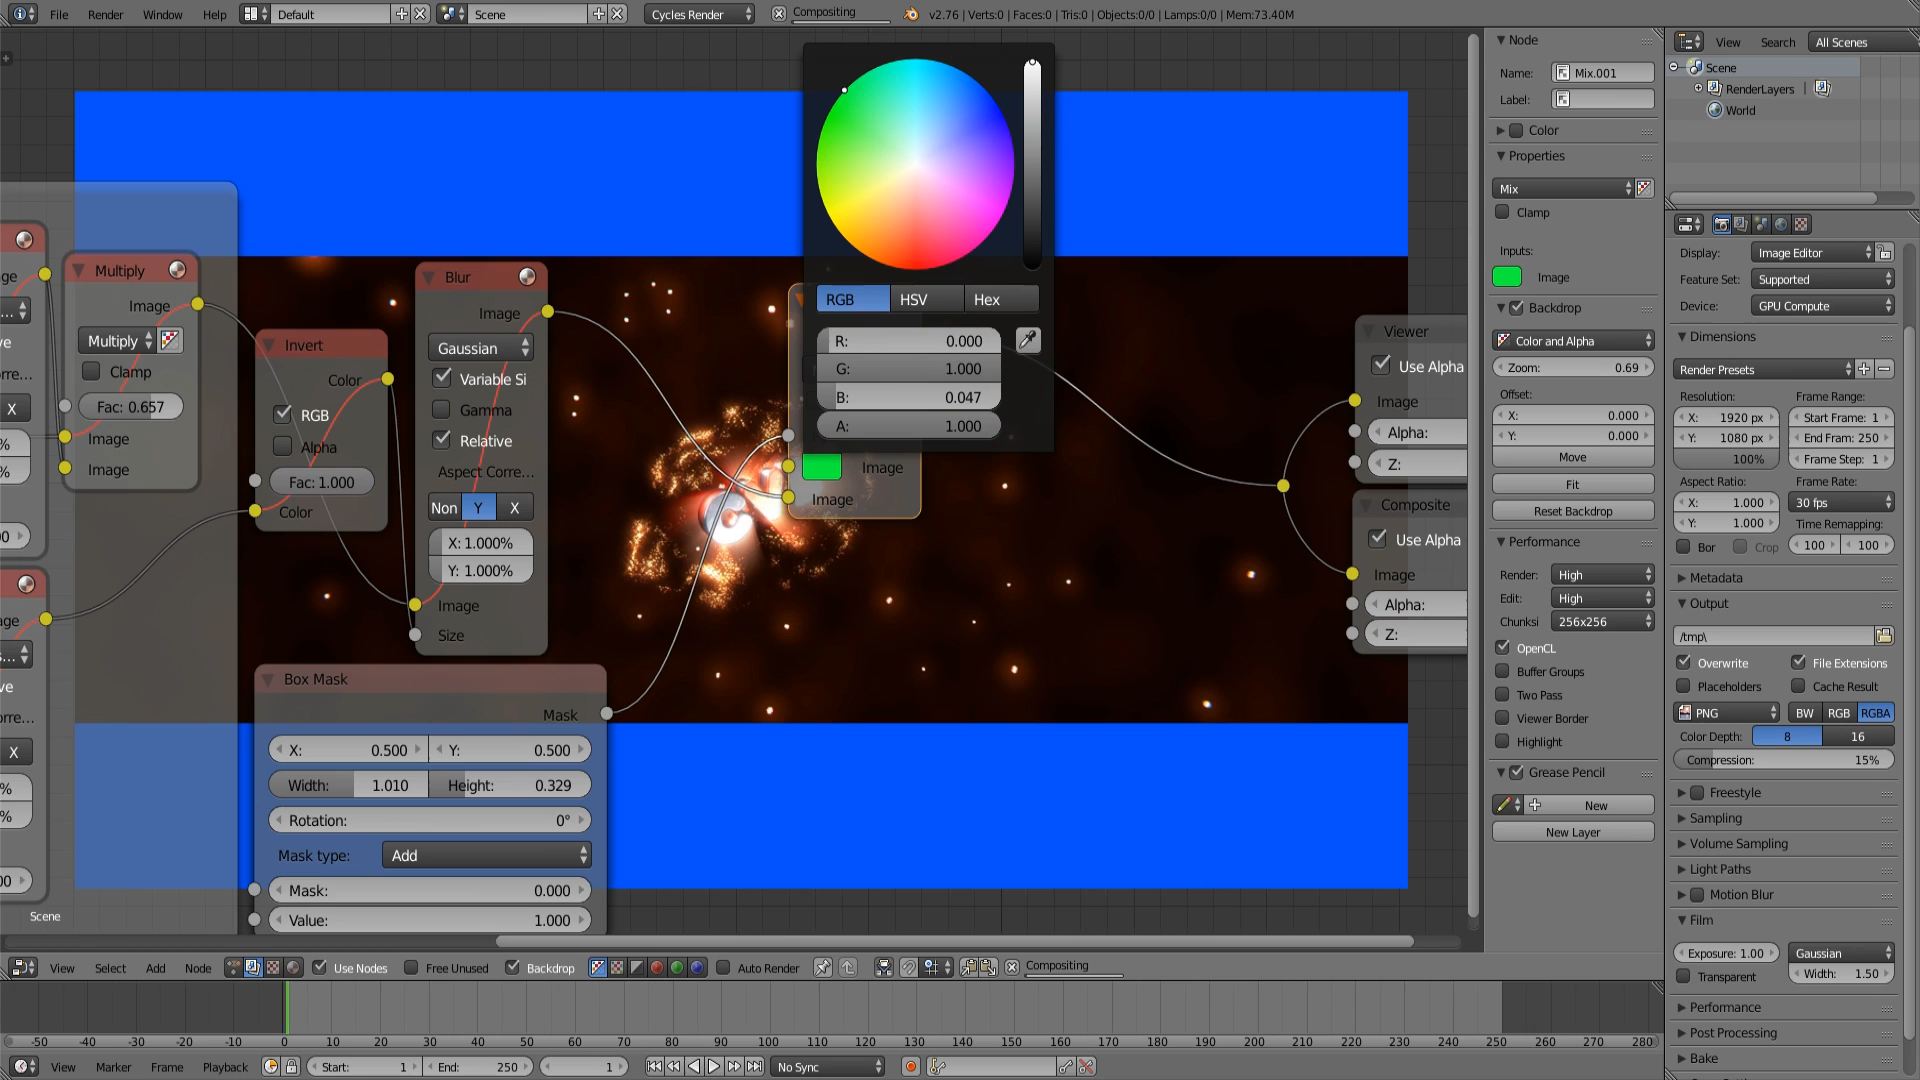 File Render Window Help Default Scene Cycles Render Compositing v2.76 | Verts:0 | Faces:0 | Tris:0 | Objects:0/0 | Lamps:0/0 | Mem:73.40M
Multiply
Image
Multiply
Clamp
Fac: 0.657
Image
Image
Invert
Color
RGB
Alpha
Fac: 1.000
Color
Blur
Image
Gaussian
Variable Si
Gamma
Relative
Aspect Corre...
Non Y X
X: 1.000%
Y: 1.000%
Image
Size
Box Mask
Mask
X: 0.500 Y: 0.500
Width: 1.010 Height: 0.329
Rotation: 0°
Mask type: Add
Mask: 0.000
Value: 1.000
Scene
RGB HSV Hex
R: 0.000
G: 1.000
B: 0.047
A: 1.000
Image
Image
Viewer
Use Alpha
Image
Alpha:
Z:
Composite
Use Alpha
Image
Alpha:
Z:
Node
Name: Mix.001
Label:
Color
Properties
Mix
Clamp
Inputs:
Image
Backdrop
Color and Alpha
Zoom: 0.69
Offset:
X: 0.000
Y: 0.000
Move
Fit
Reset Backdrop
Performance
Render: High
Edit: High
Chunksi 256x256
OpenCL
Buffer Groups
Two Pass
Viewer Border
Highlight
Grease Pencil
New
New Layer
View Search All Scenes
Scene
RenderLayers |
World
Display: Image Editor
Feature Set: Supported
Device: GPU Compute
Dimensions
Render Presets
Resolution: Frame Range:
X: 1920 px Start Frame: 1
Y: 1080 px End Fram: 250
100% Frame Step: 1
Aspect Ratio: Frame Rate:
X: 1.000 30 fps
Y: 1.000 Time Remapping:
Bor Crop 100 100
Metadata
Output
/tmp\
Overwrite File Extensions
Placeholders Cache Result
PNG BW RGB RGBA
Color Depth: 8 16
Compression: 15%
Freestyle
Sampling
Volume Sampling
Light Paths
Motion Blur
Film
Exposure: 1.00 Gaussian
Transparent Width: 1.50
Performance
Post Processing
Bake
View Select Add Node Use Nodes Free Unused Backdrop Auto Render Compositing
-50 -40 -30 -20 -10 0 10 20 30 40 50 60 70 80 90 100 110 120 130 140 150 160 170 180 190 200 210 220 230 240 250 260 270 280
View Marker Frame Playback Start: 1 End: 250 1 No Sync